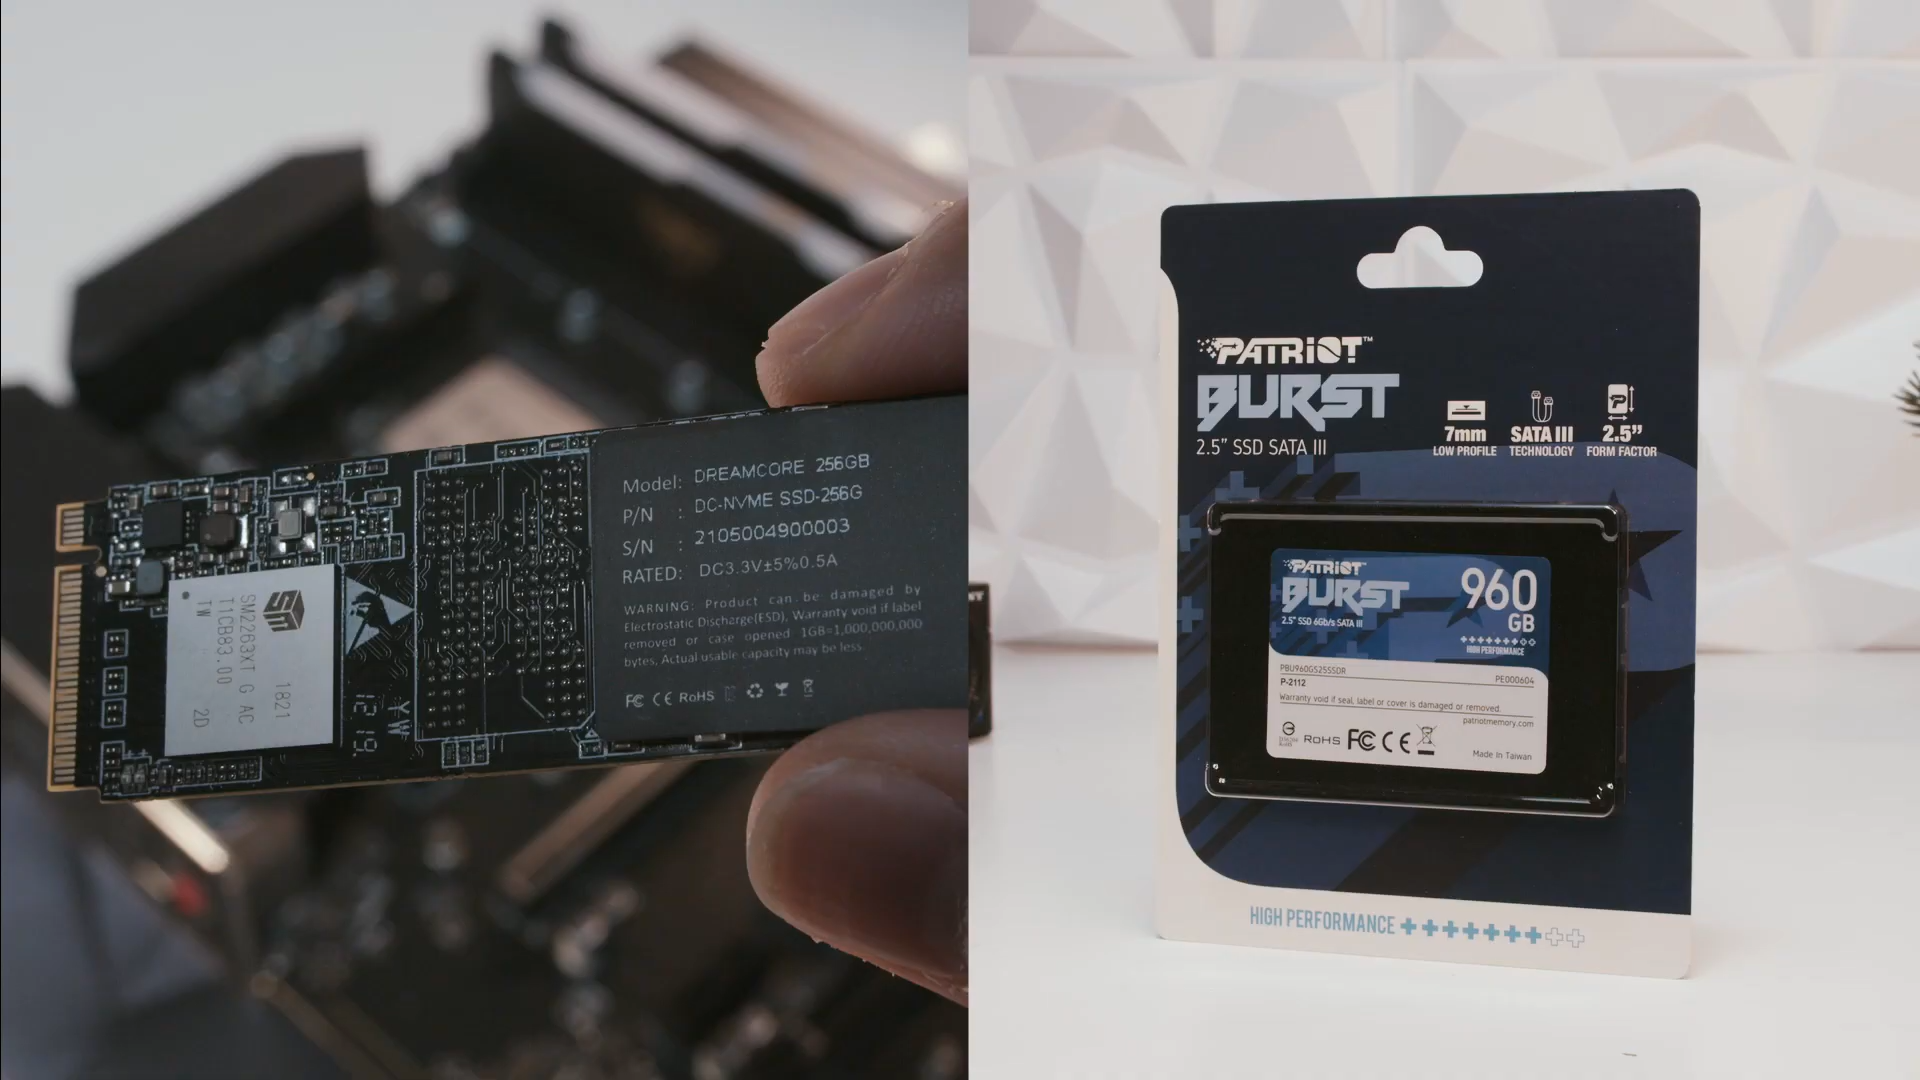 Model: DREAMCORE 256GB
P/N : DC-NVME SSD-256G
S/N : 2105004900003
RATED: DC3.3V±5%0.5A
WARNING: Product can be damaged by
Electrostatic Discharge(ESD), Warranty void if label
removed or case opened 1GB=1,000,000,000
bytes, Actual usable capacity may be less.
FC CE RoHS
SM2263XT G AC
T1CB83.00
TW
1821
2D
1219
YW
PATRIOT™
BURST
2.5" SSD SATA III
7mm
LOW PROFILE
SATA III
TECHNOLOGY
2.5"
FORM FACTOR
PATRIOT
BURST
2.5" SSD 6Gb/s SATA III
960
GB
HIGH PERFORMANCE
PBU960GS25SSDR
PE000604
P-2112
Warranty void if seal, label or cover is damaged or removed.
patriotmemory.com
RoHS FC CE
Made In Taiwan
HIGH PERFORMANCE